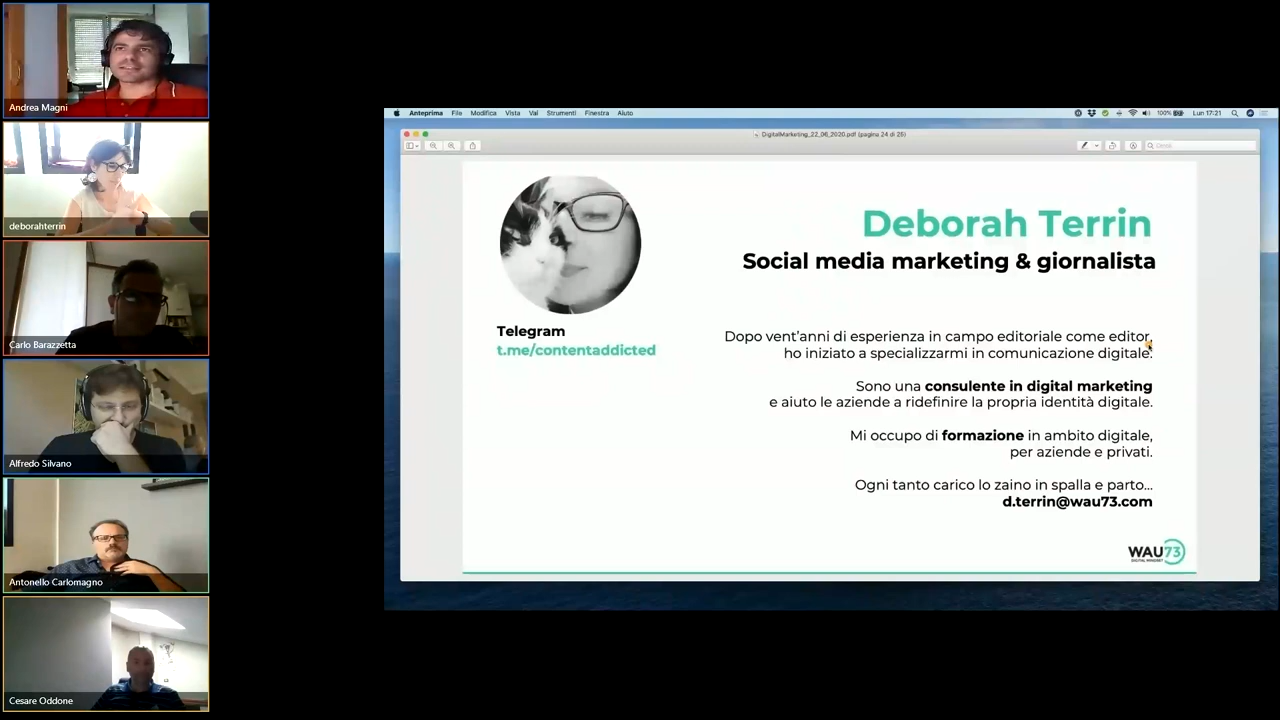 Andrea Magni
deborahterrin
Carlo Barazzetta
Alfredo Silvano
Antonello Carlomagno
Cesare Oddone
Anteprima File Modifica Vista Vai Strumenti Finestra Aiuto
100% Lun 17:21
DigitalMarketing_22_06_2020.pdf (pagina 24 di 25)
Deborah Terrin
Social media marketing & giornalista
Telegram
t.me/contentaddicted
Dopo vent'anni di esperienza in campo editoriale come editor,
ho iniziato a specializzarmi in comunicazione digitale.
Sono una consulente in digital marketing
e aiuto le aziende a ridefinire la propria identità digitale.
Mi occupo di formazione in ambito digitale,
per aziende e privati.
Ogni tanto carico lo zaino in spalla e parto...
d.terrin@wau73.com
WAU73
DIGITAL MINDSET